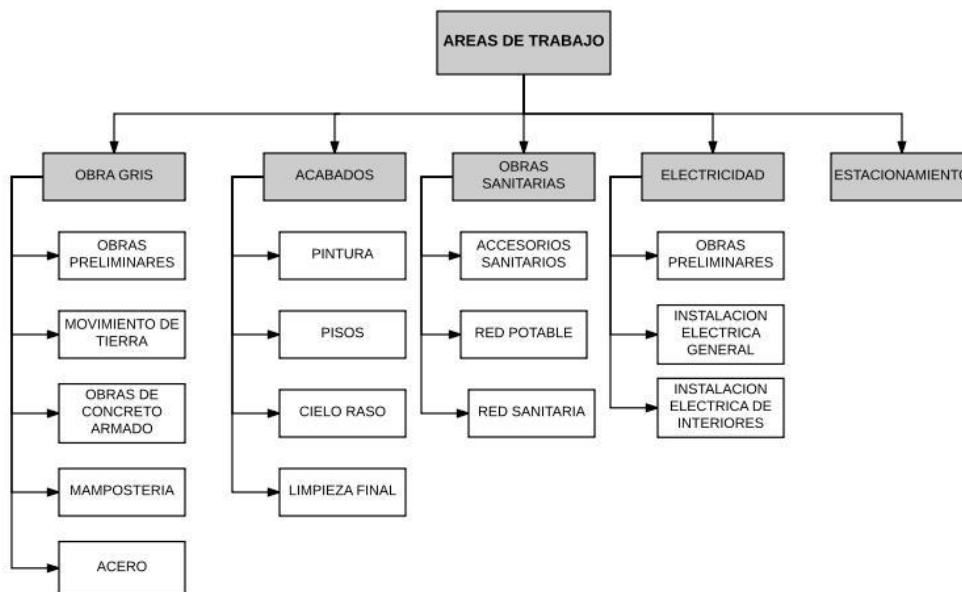 AREAS DE TRABAJO
OBRA GRIS
ACABADOS
OBRAS
SANITARIAS
ELECTRICIDAD
ESTACIONAMIENTO
OBRAS
PRELIMINARES
MOVIMIENTO DE
TIERRA
OBRAS DE
CONCRETO
ARMADO
MAMPOSTERIA
ACERO
PINTURA
PISOS
CIELO RASO
LIMPIEZA FINAL
ACCESORIOS
SANITARIOS
RED POTABLE
RED SANITARIA
OBRAS
PRELIMINARES
INSTALACION
ELECTRICA
GENERAL
INSTALACION
ELECTRICA DE
INTERIORES